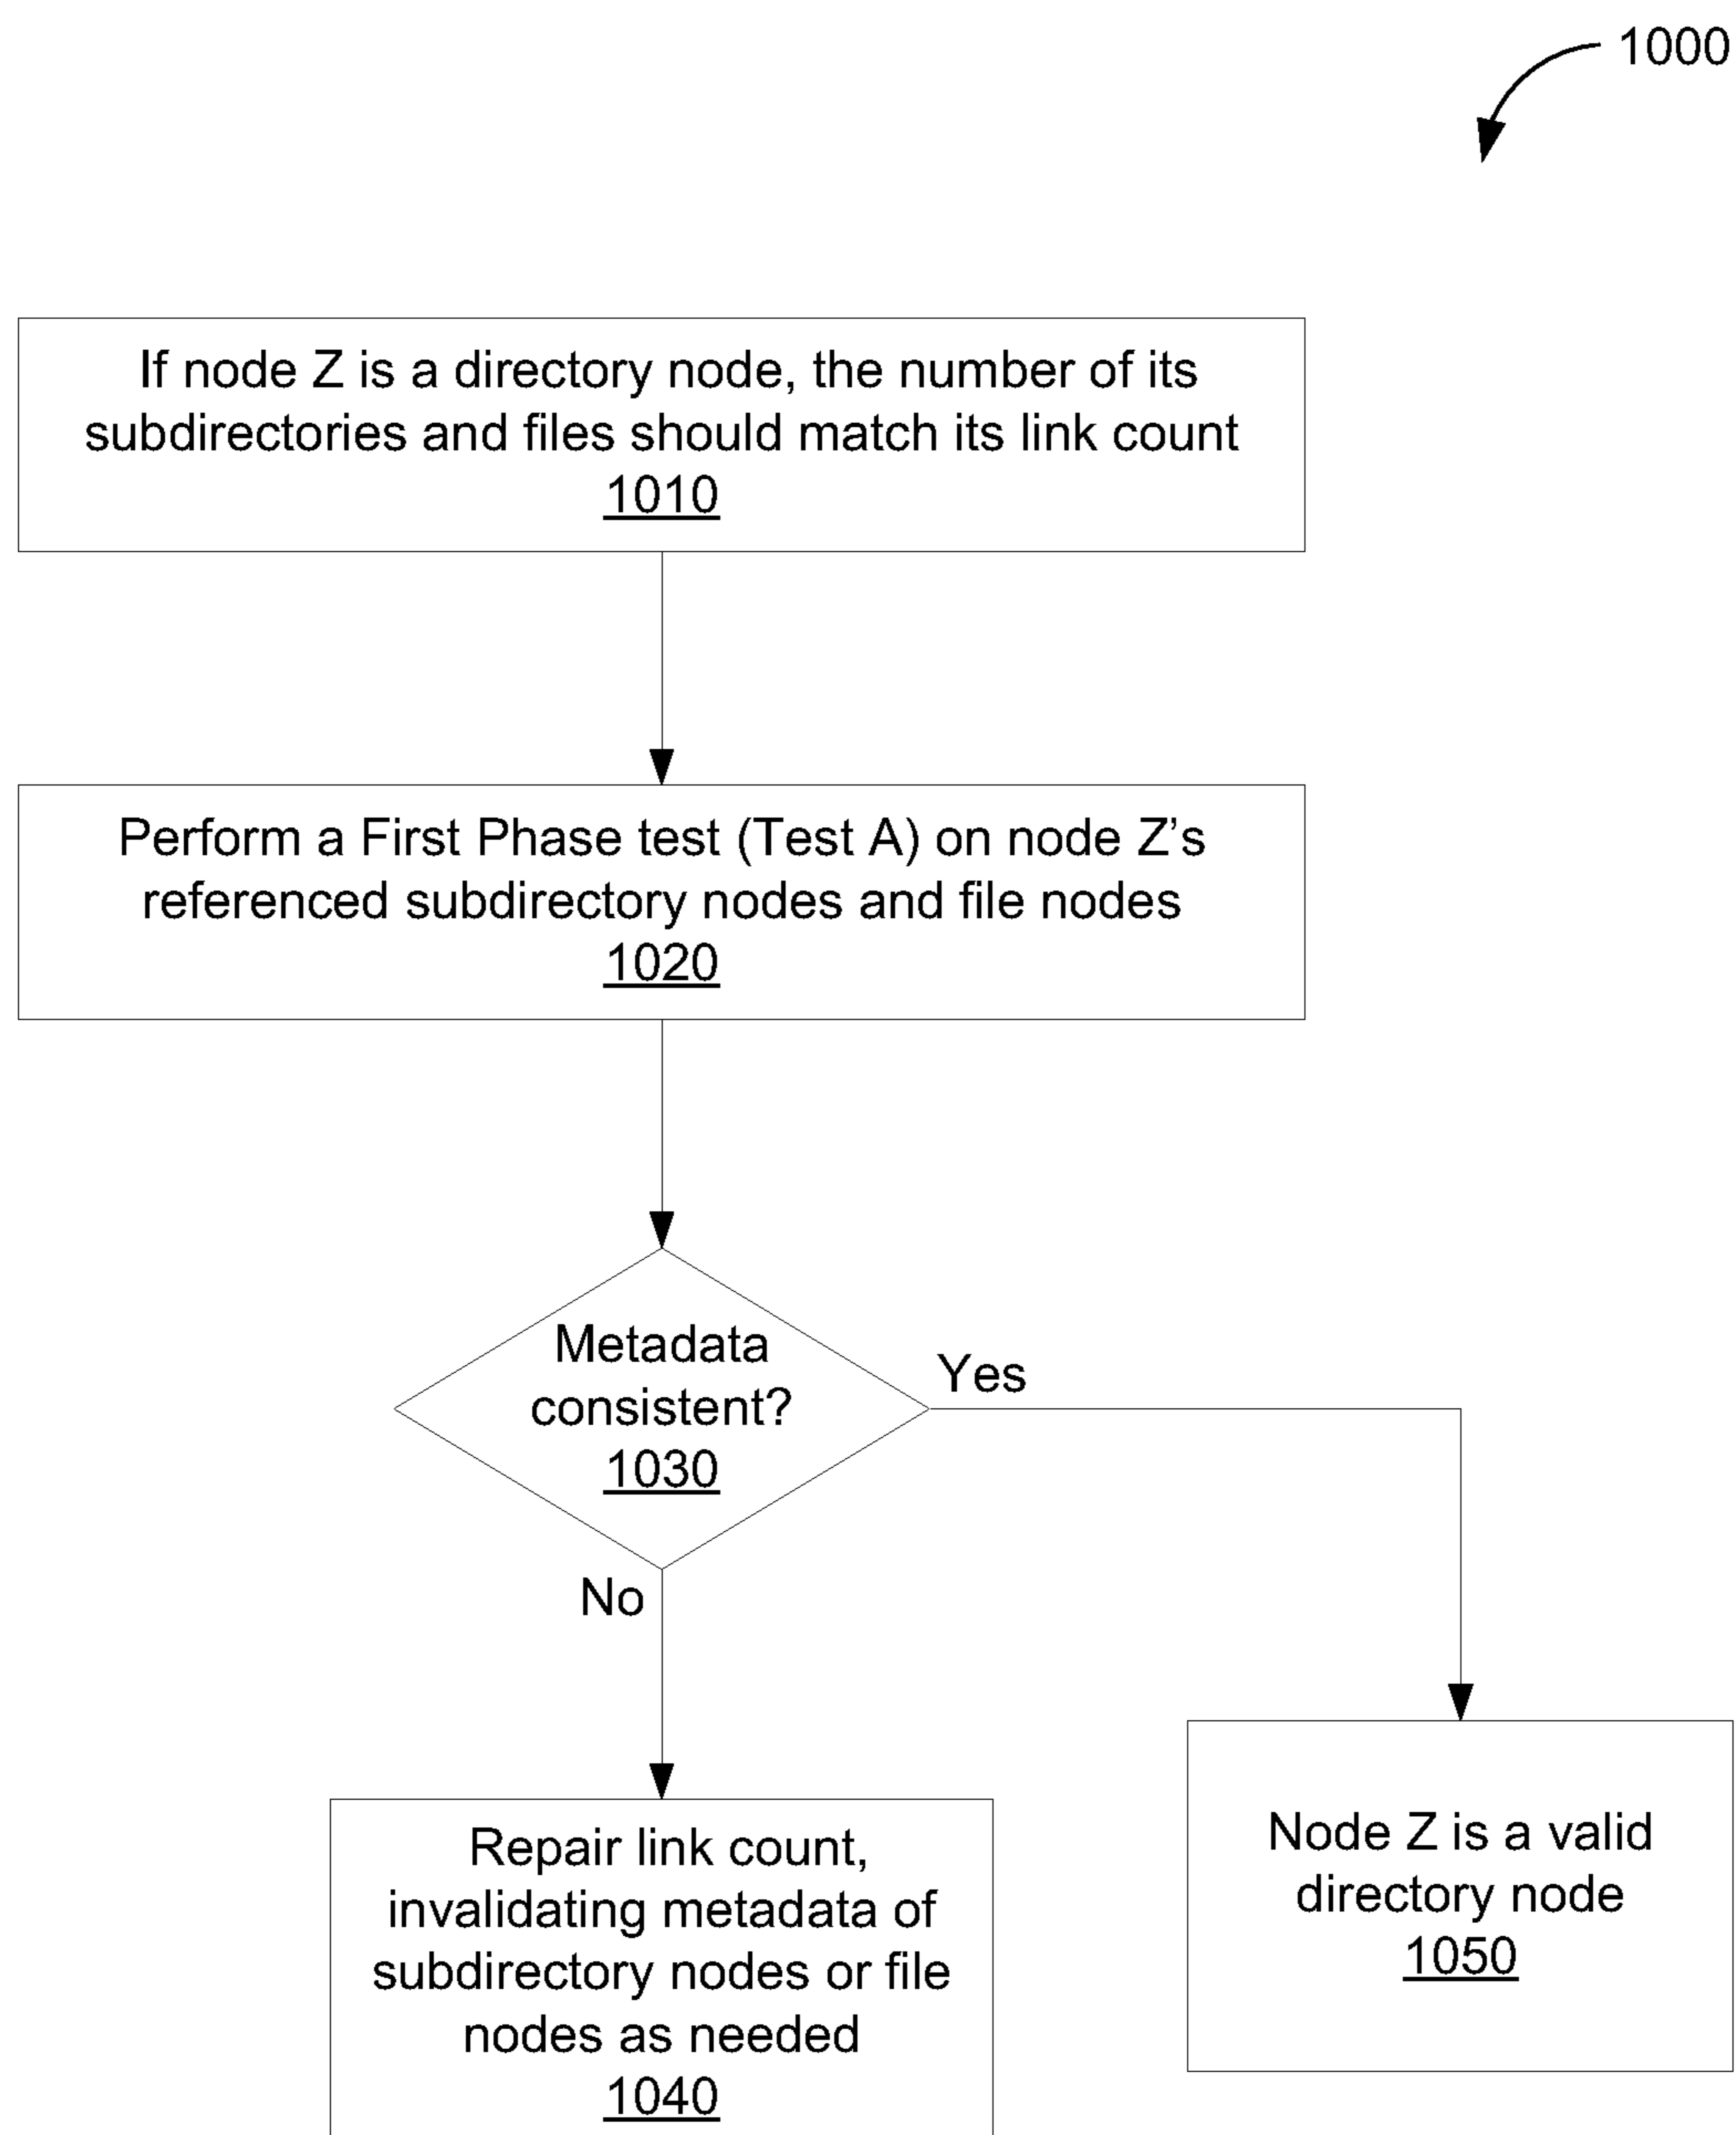 1000
If node Z is a directory node, the number of its
subdirectories and files should match its link count
1010
Perform a First Phase test (Test A) on node Z’s
referenced subdirectory nodes and file nodes
1020
Metadata
consistent?
1030
Yes
No
Repair link count,
invalidating metadata of
subdirectory nodes or file
nodes as needed
1040
Node Z is a valid
directory node
1050